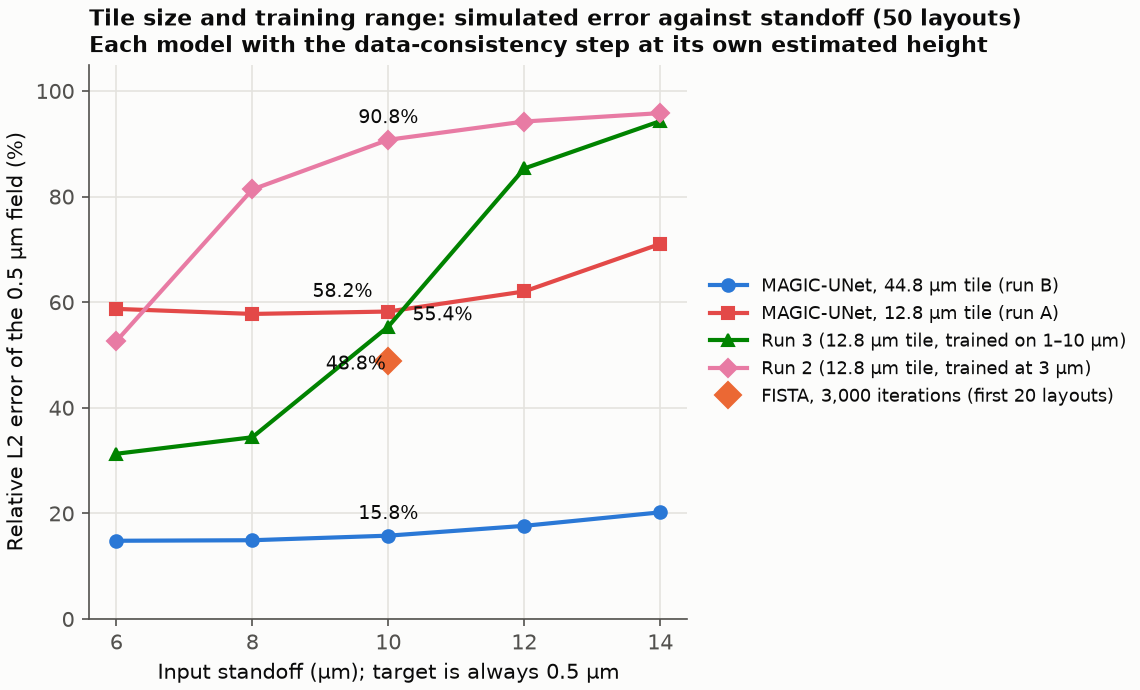 Tile size and training range: simulated error against standoff (50 layouts)
Each model with the data-consistency step at its own estimated height
Relative L2 error of the 0.5 µm field (%)
100
80
60
40
20
0
90.8%
58.2%
55.4%
48.8%
15.8%
6 8 10 12 14
Input standoff (µm); target is always 0.5 µm
MAGIC-UNet, 44.8 µm tile (run B)
MAGIC-UNet, 12.8 µm tile (run A)
Run 3 (12.8 µm tile, trained on 1–10 µm)
Run 2 (12.8 µm tile, trained at 3 µm)
FISTA, 3,000 iterations (first 20 layouts)